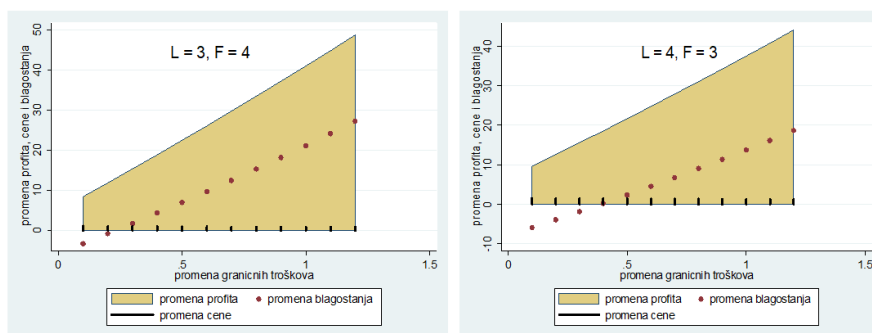 promena profita, cene i blagostanja
50
40
30
20
10
0
L = 3, F = 4
0
.5
1
1.5
promena granicnih troškova
promena profita
promena blagostanja
promena cene
promena profita, cene i blagostanja
40
30
20
10
0
-10
L = 4, F = 3
0
.5
1
1.5
promena granicnih troškova
promena profita
promena blagostanja
promena cene